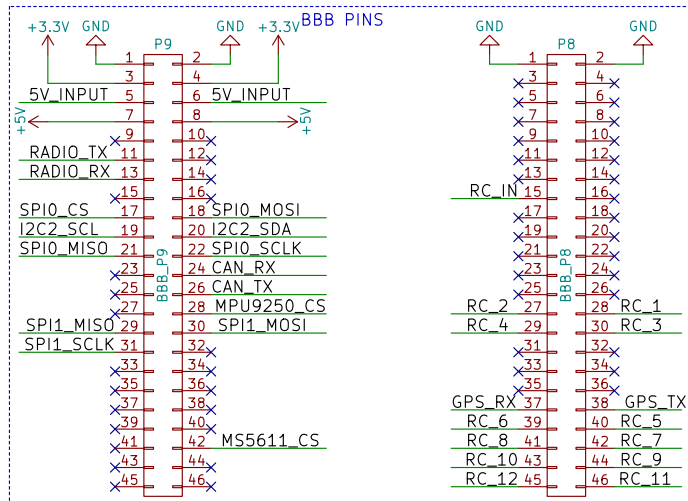 BBB PINS
+3.3V GND P9 GND +3.3V GND P8 GND
1 2 1 2
3 4 3 4
5V_INPUT 5 6 5V_INPUT 5 6
+5V 7 8 +5V 7 8
9 10 9 10
RADIO_TX 11 12 11 12
RADIO_RX 13 14 13 14
15 16 RC_IN 15 16
SPI0_CS 17 18 SPI0_MOSI 17 18
I2C2_SCL 19 20 I2C2_SDA 19 20
SPI0_MISO 21 22 SPI0_SCLK 21 22
23 24 CAN_RX 23 24
BBB_P9 BBB_P8
25 26 CAN_TX 25 26
27 28 MPU9250_CS RC_2 27 28 RC_1
SPI1_MISO 29 30 SPI1_MOSI RC_4 29 30 RC_3
SPI1_SCLK 31 32 31 32
33 34 33 34
35 36 35 36
37 38 GPS_RX 37 38 GPS_TX
39 40 RC_6 39 40 RC_5
41 42 MS5611_CS RC_8 41 42 RC_7
43 44 RC_10 43 44 RC_9
45 46 RC_12 45 46 RC_11